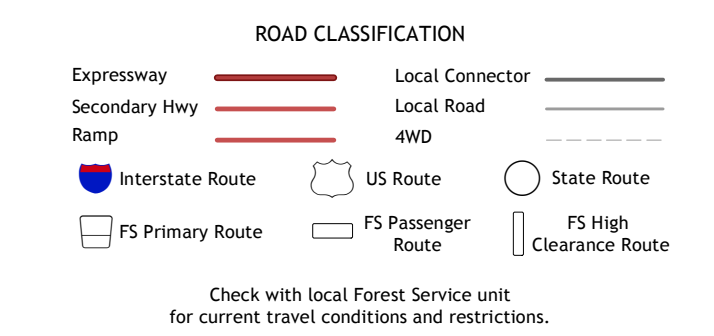 ROAD CLASSIFICATION
Expressway
Local Connector
Secondary Hwy
Local Road
Ramp
4WD
Interstate Route
US Route
State Route
FS Primary Route
FS Passenger
Route
FS High
Clearance Route
Check with local Forest Service unit
for current travel conditions and restrictions.